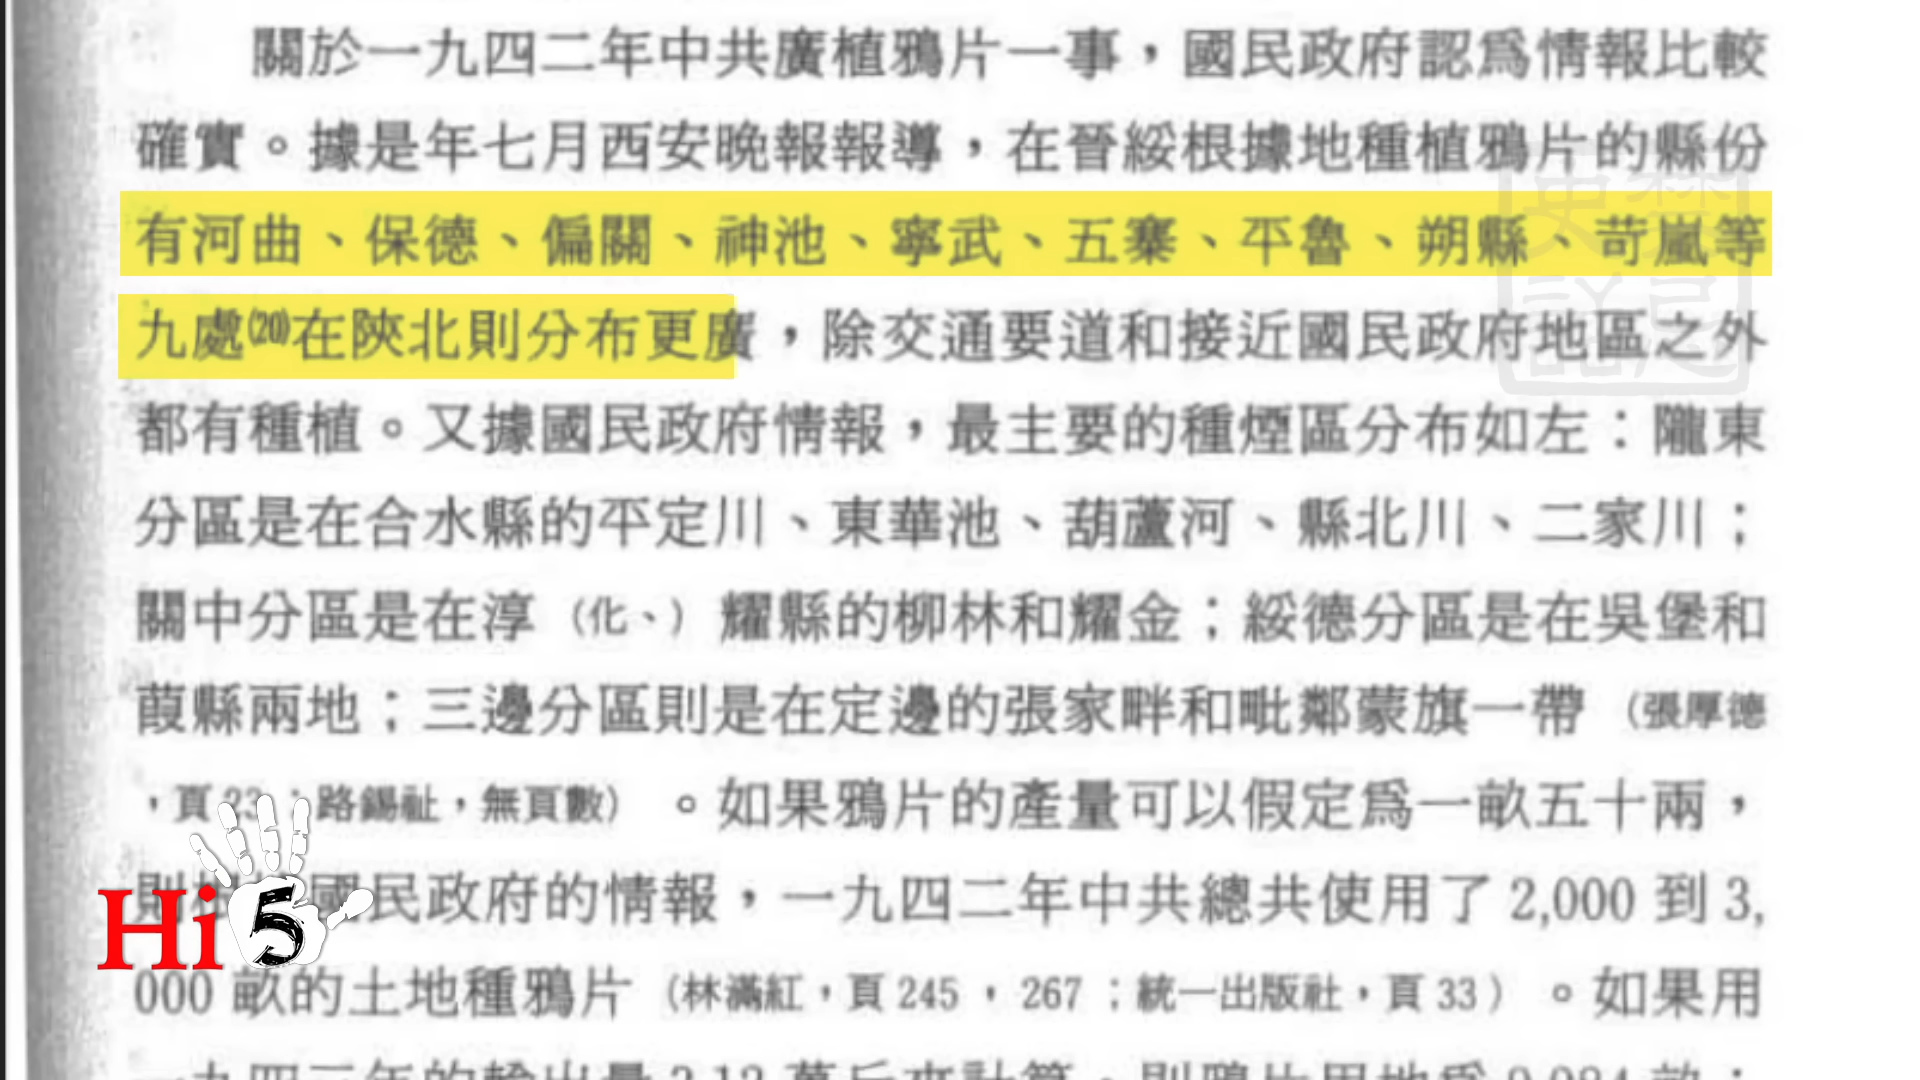 關於一九四二年中共廣植鴉片一事，國民政府認爲情報比較
確實。據是年七月西安晚報報導，在晉綏根據地種植鴉片的縣份
有河曲、保德、偏關、神池、寧武、五寨、平魯、朔縣、苛嵐等
九處(20)在陝北則分布更廣，除交通要道和接近國民政府地區之外
都有種植。又據國民政府情報，最主要的種煙區分布如左：隴東
分區是在合水縣的平定川、東華池、葫蘆河、縣北川、二家川；
關中分區是在淳（化、）耀縣的柳林和耀金；綏德分區是在吳堡和
葭縣兩地；三邊分區則是在定邊的張家畔和毗鄰蒙旗一帶（張厚德
，頁23；路錫祉，無頁數）。如果鴉片的產量可以假定爲一畝五十兩，
則 國民政府的情報，一九四二年中共總共使用了2,000到3,
000畝的土地種鴉片（林滿紅，頁245，267；統一出版社，頁33）。如果用
Hi5